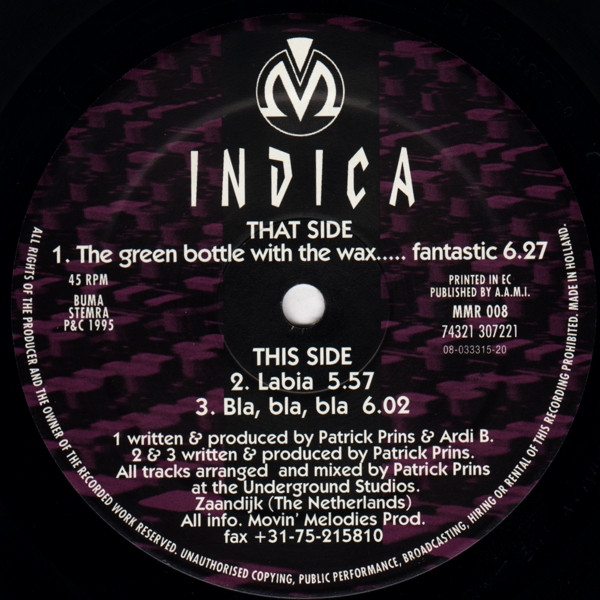 M
INDICA
THAT SIDE
1. The green bottle with the wax..... fantastic 6.27
45 RPM
BUMA
STEMRA
P&C 1995
PRINTED IN EC
PUBLISHED BY A.A.M.I.
MMR 008
74321 307221
08-033315-20
THIS SIDE
2. Labia 5.57
3. Bla, bla, bla 6.02
1 written & produced by Patrick Prins & Ardi B.
2 & 3 written & produced by Patrick Prins.
All tracks arranged and mixed by Patrick Prins
at the Underground Studios.
Zaandijk (The Netherlands)
All info. Movin' Melodies Prod.
fax +31-75-215810
ALL RIGHTS OF THE PRODUCER AND THE OWNER OF THE RECORDED WORK RESERVED. UNAUTHORISED COPYING, PUBLIC PERFORMANCE, BROADCASTING, HIRING OR RENTAL OF THIS RECORDING PROHIBITED. MADE IN HOLLAND.